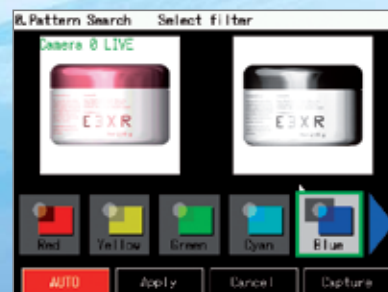 0.Pattern Search Select filter
Camera 0 LIVE
E3XR
E3XR
Red Yellow Green Cyan Blue
AUTO Apply Cancel Capture